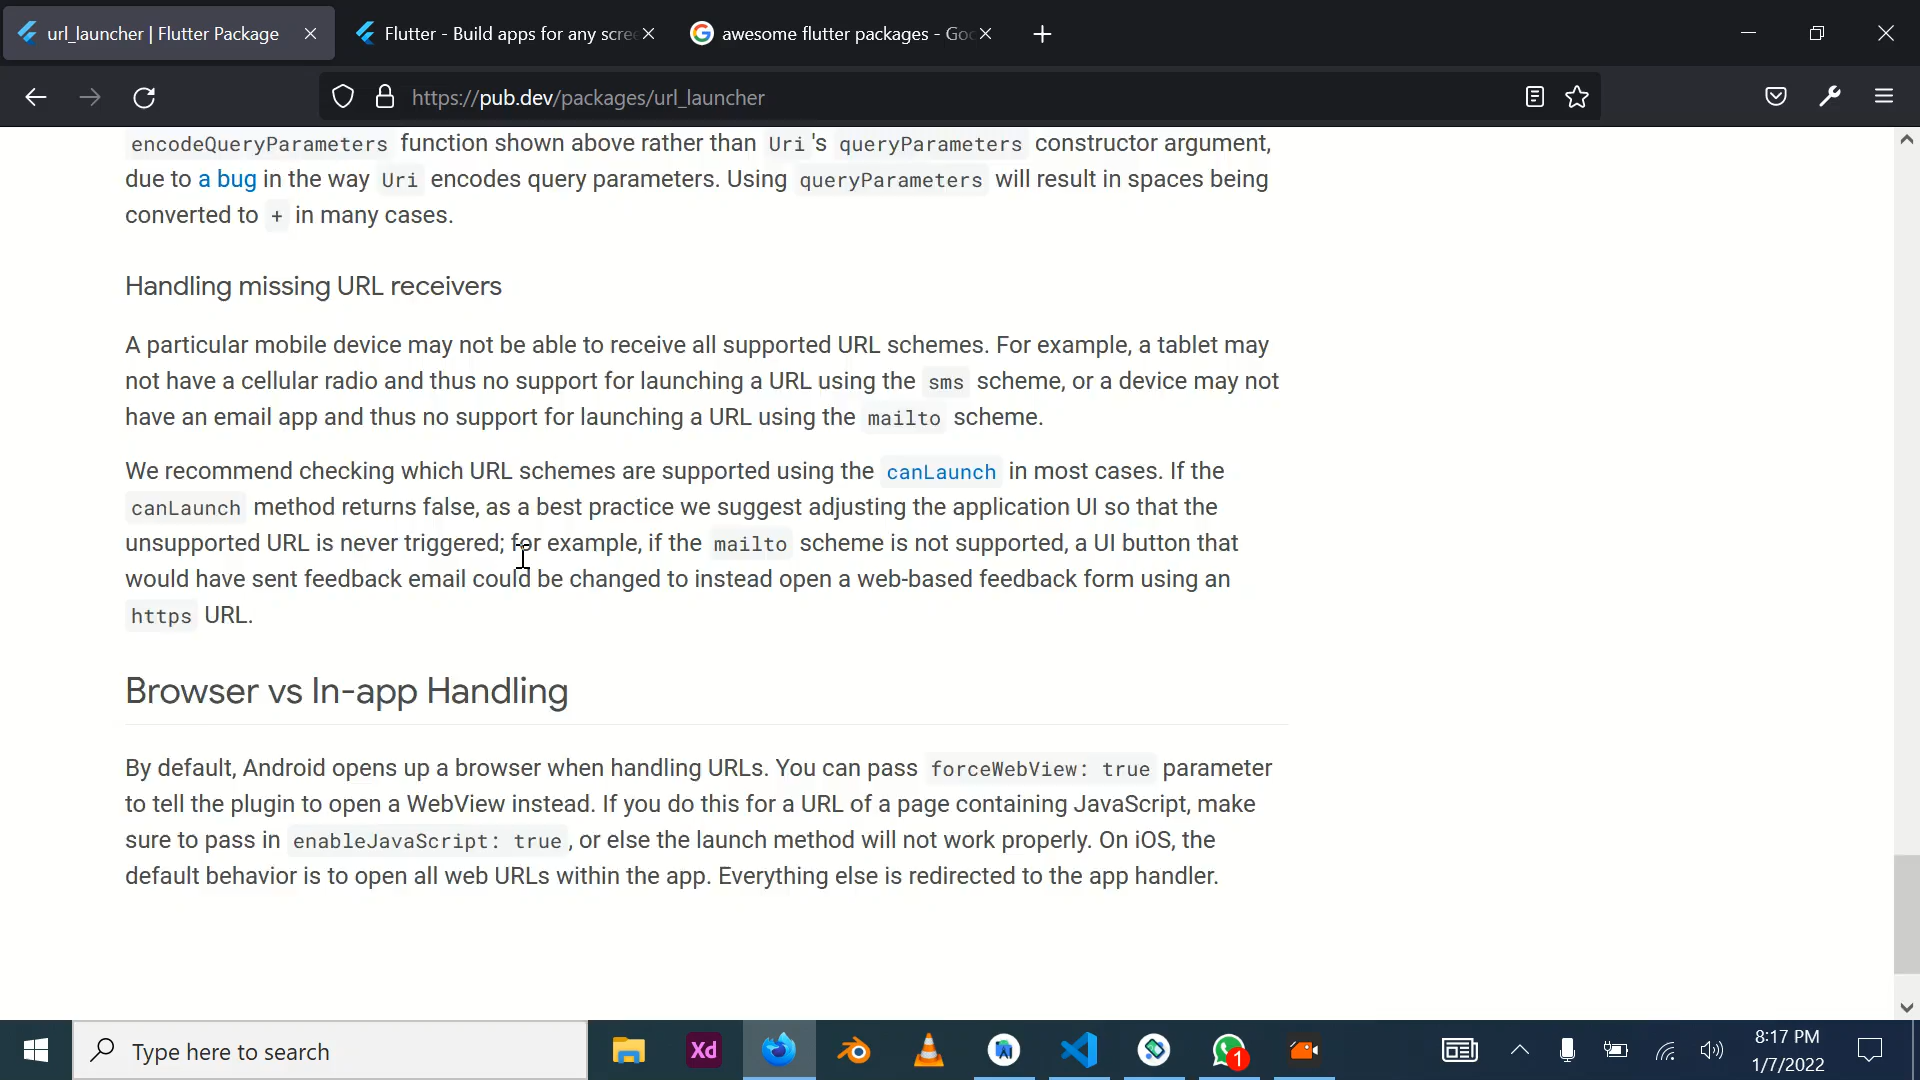 url_launcher | Flutter Package
Flutter - Build apps for any scre
awesome flutter packages - Goo
https://pub.dev/packages/url_launcher
encodeQueryParameters function shown above rather than Uri's queryParameters constructor argument,
due to a bug in the way Uri encodes query parameters. Using queryParameters will result in spaces being
converted to + in many cases.
Handling missing URL receivers
A particular mobile device may not be able to receive all supported URL schemes. For example, a tablet may
not have a cellular radio and thus no support for launching a URL using the sms scheme, or a device may not
have an email app and thus no support for launching a URL using the mailto scheme.
We recommend checking which URL schemes are supported using the canLaunch in most cases. If the
canLaunch method returns false, as a best practice we suggest adjusting the application UI so that the
unsupported URL is never triggered; for example, if the mailto scheme is not supported, a UI button that
would have sent feedback email could be changed to instead open a web-based feedback form using an
https URL.
Browser vs In-app Handling
By default, Android opens up a browser when handling URLs. You can pass forceWebView: true parameter
to tell the plugin to open a WebView instead. If you do this for a URL of a page containing JavaScript, make
sure to pass in enableJavaScript: true, or else the launch method will not work properly. On iOS, the
default behavior is to open all web URLs within the app. Everything else is redirected to the app handler.
Type here to search
Xd
1
8:17 PM
1/7/2022